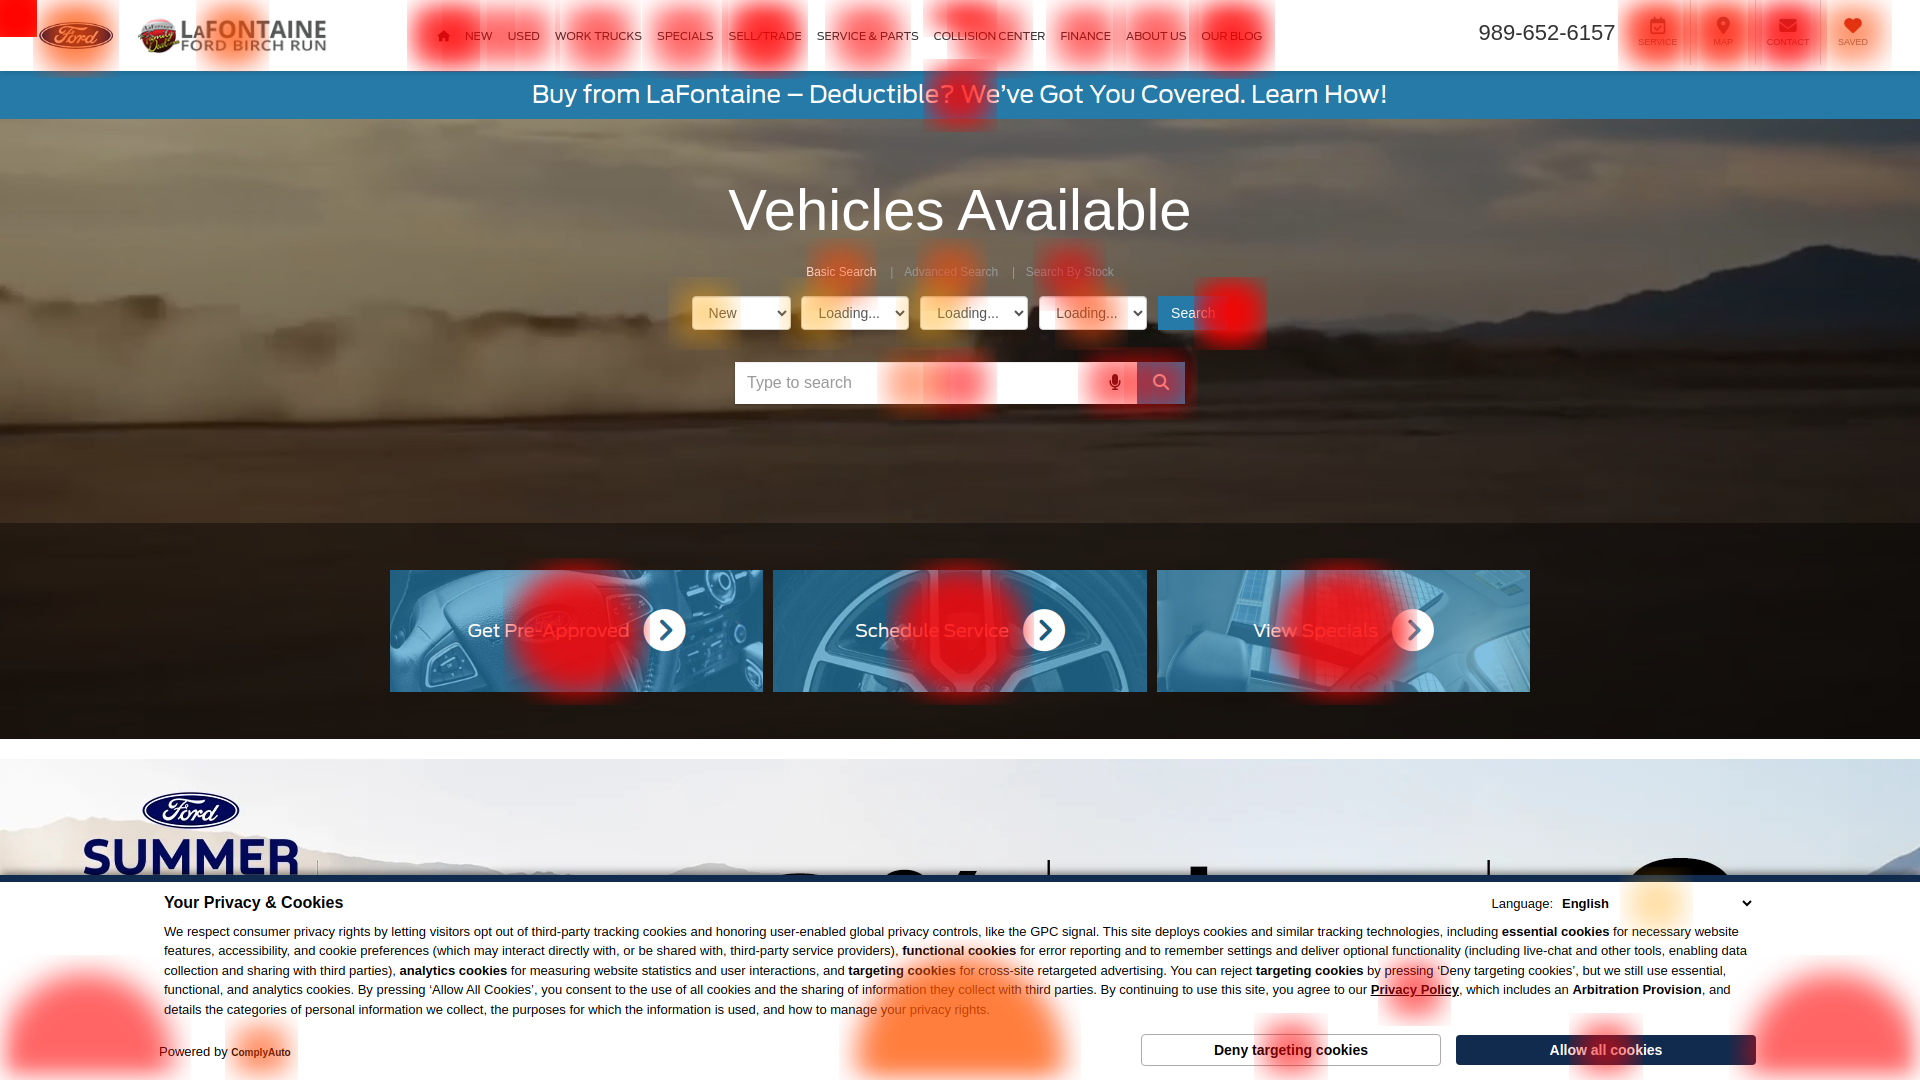 Ford LaFONTAINE
FORD BIRCH RUN
NEW USED WORK TRUCKS SPECIALS SELL/TRADE SERVICE & PARTS COLLISION CENTER FINANCE ABOUT US OUR BLOG
989-652-6157
SERVICE MAP CONTACT SAVED
Buy from LaFontaine – Deductible? We've Got You Covered. Learn How!
Vehicles Available
Basic Search | Advanced Search | Search By Stock
New Loading... Loading... Loading... Search
Type to search
Get Pre-Approved Schedule Service View Specials
Ford
SUMMER
Your Privacy & Cookies
Language: English
We respect consumer privacy rights by letting visitors opt out of third-party tracking cookies and honoring user-enabled global privacy controls, like the GPC signal. This site deploys cookies and similar tracking technologies, including essential cookies for necessary website
features, accessibility, and cookie preferences (which may interact directly with, or be shared with, third-party service providers), functional cookies for error reporting and to remember settings and deliver optional functionality (including live-chat and other tools, enabling data
collection and sharing with third parties), analytics cookies for measuring website statistics and user interactions, and targeting cookies for cross-site retargeted advertising. You can reject targeting cookies by pressing ‘Deny targeting cookies’, but we still use essential,
functional, and analytics cookies. By pressing ‘Allow All Cookies’, you consent to the use of all cookies and the sharing of information they collect with third parties. By continuing to use this site, you agree to our Privacy Policy, which includes an Arbitration Provision, and
details the categories of personal information we collect, the purposes for which the information is used, and how to manage your privacy rights.
Powered by ComplyAuto
Deny targeting cookies Allow all cookies